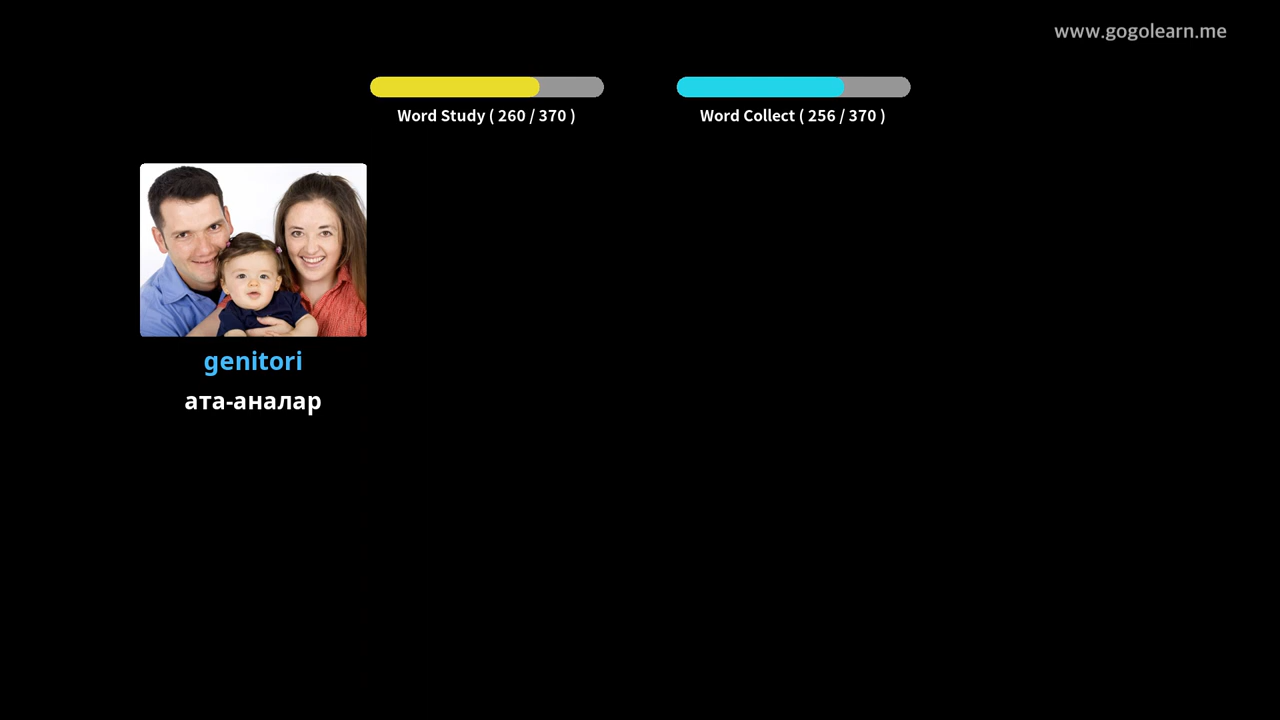 www.gogolearn.me
Word Study ( 260 / 370 )
Word Collect ( 256 / 370 )
genitori
ата-аналар